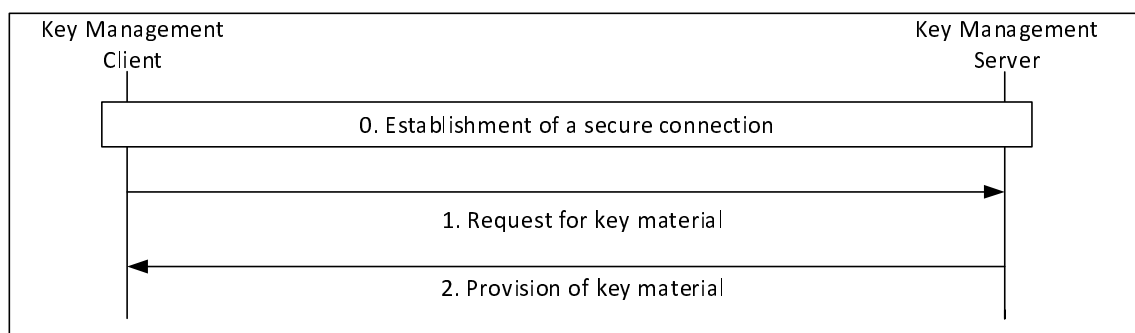 Key Management
Client
Key Management
Server
0. Establishment of a secure connection
1. Request for key material
2. Provision of key material